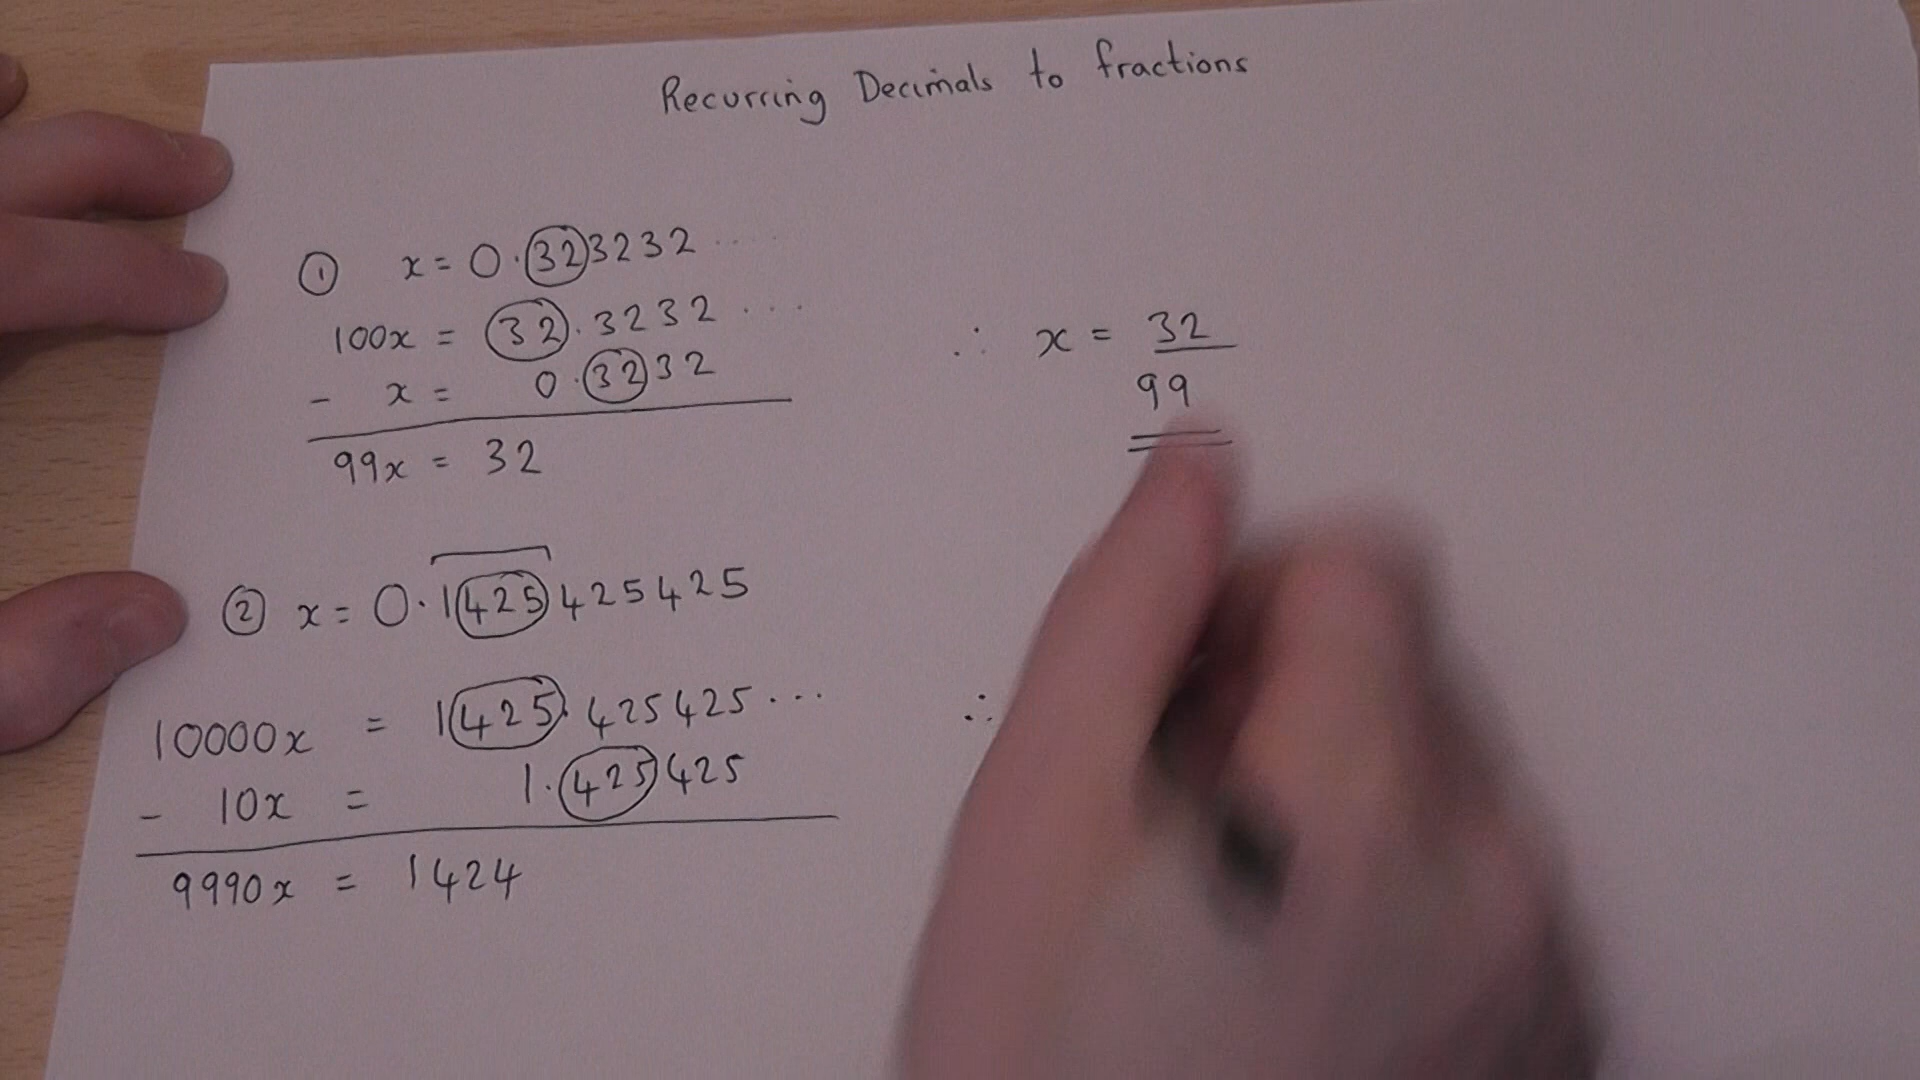 Recurring Decimals to fractions
① x = 0.323232 ....
100x = 32.3232 ...
- x = 0.3232
99x = 32
∴ x = 32
99
② x = 0.1425425425
10000x = 1425.425425...
- 10x = 1.425425
9990x = 1424
∴